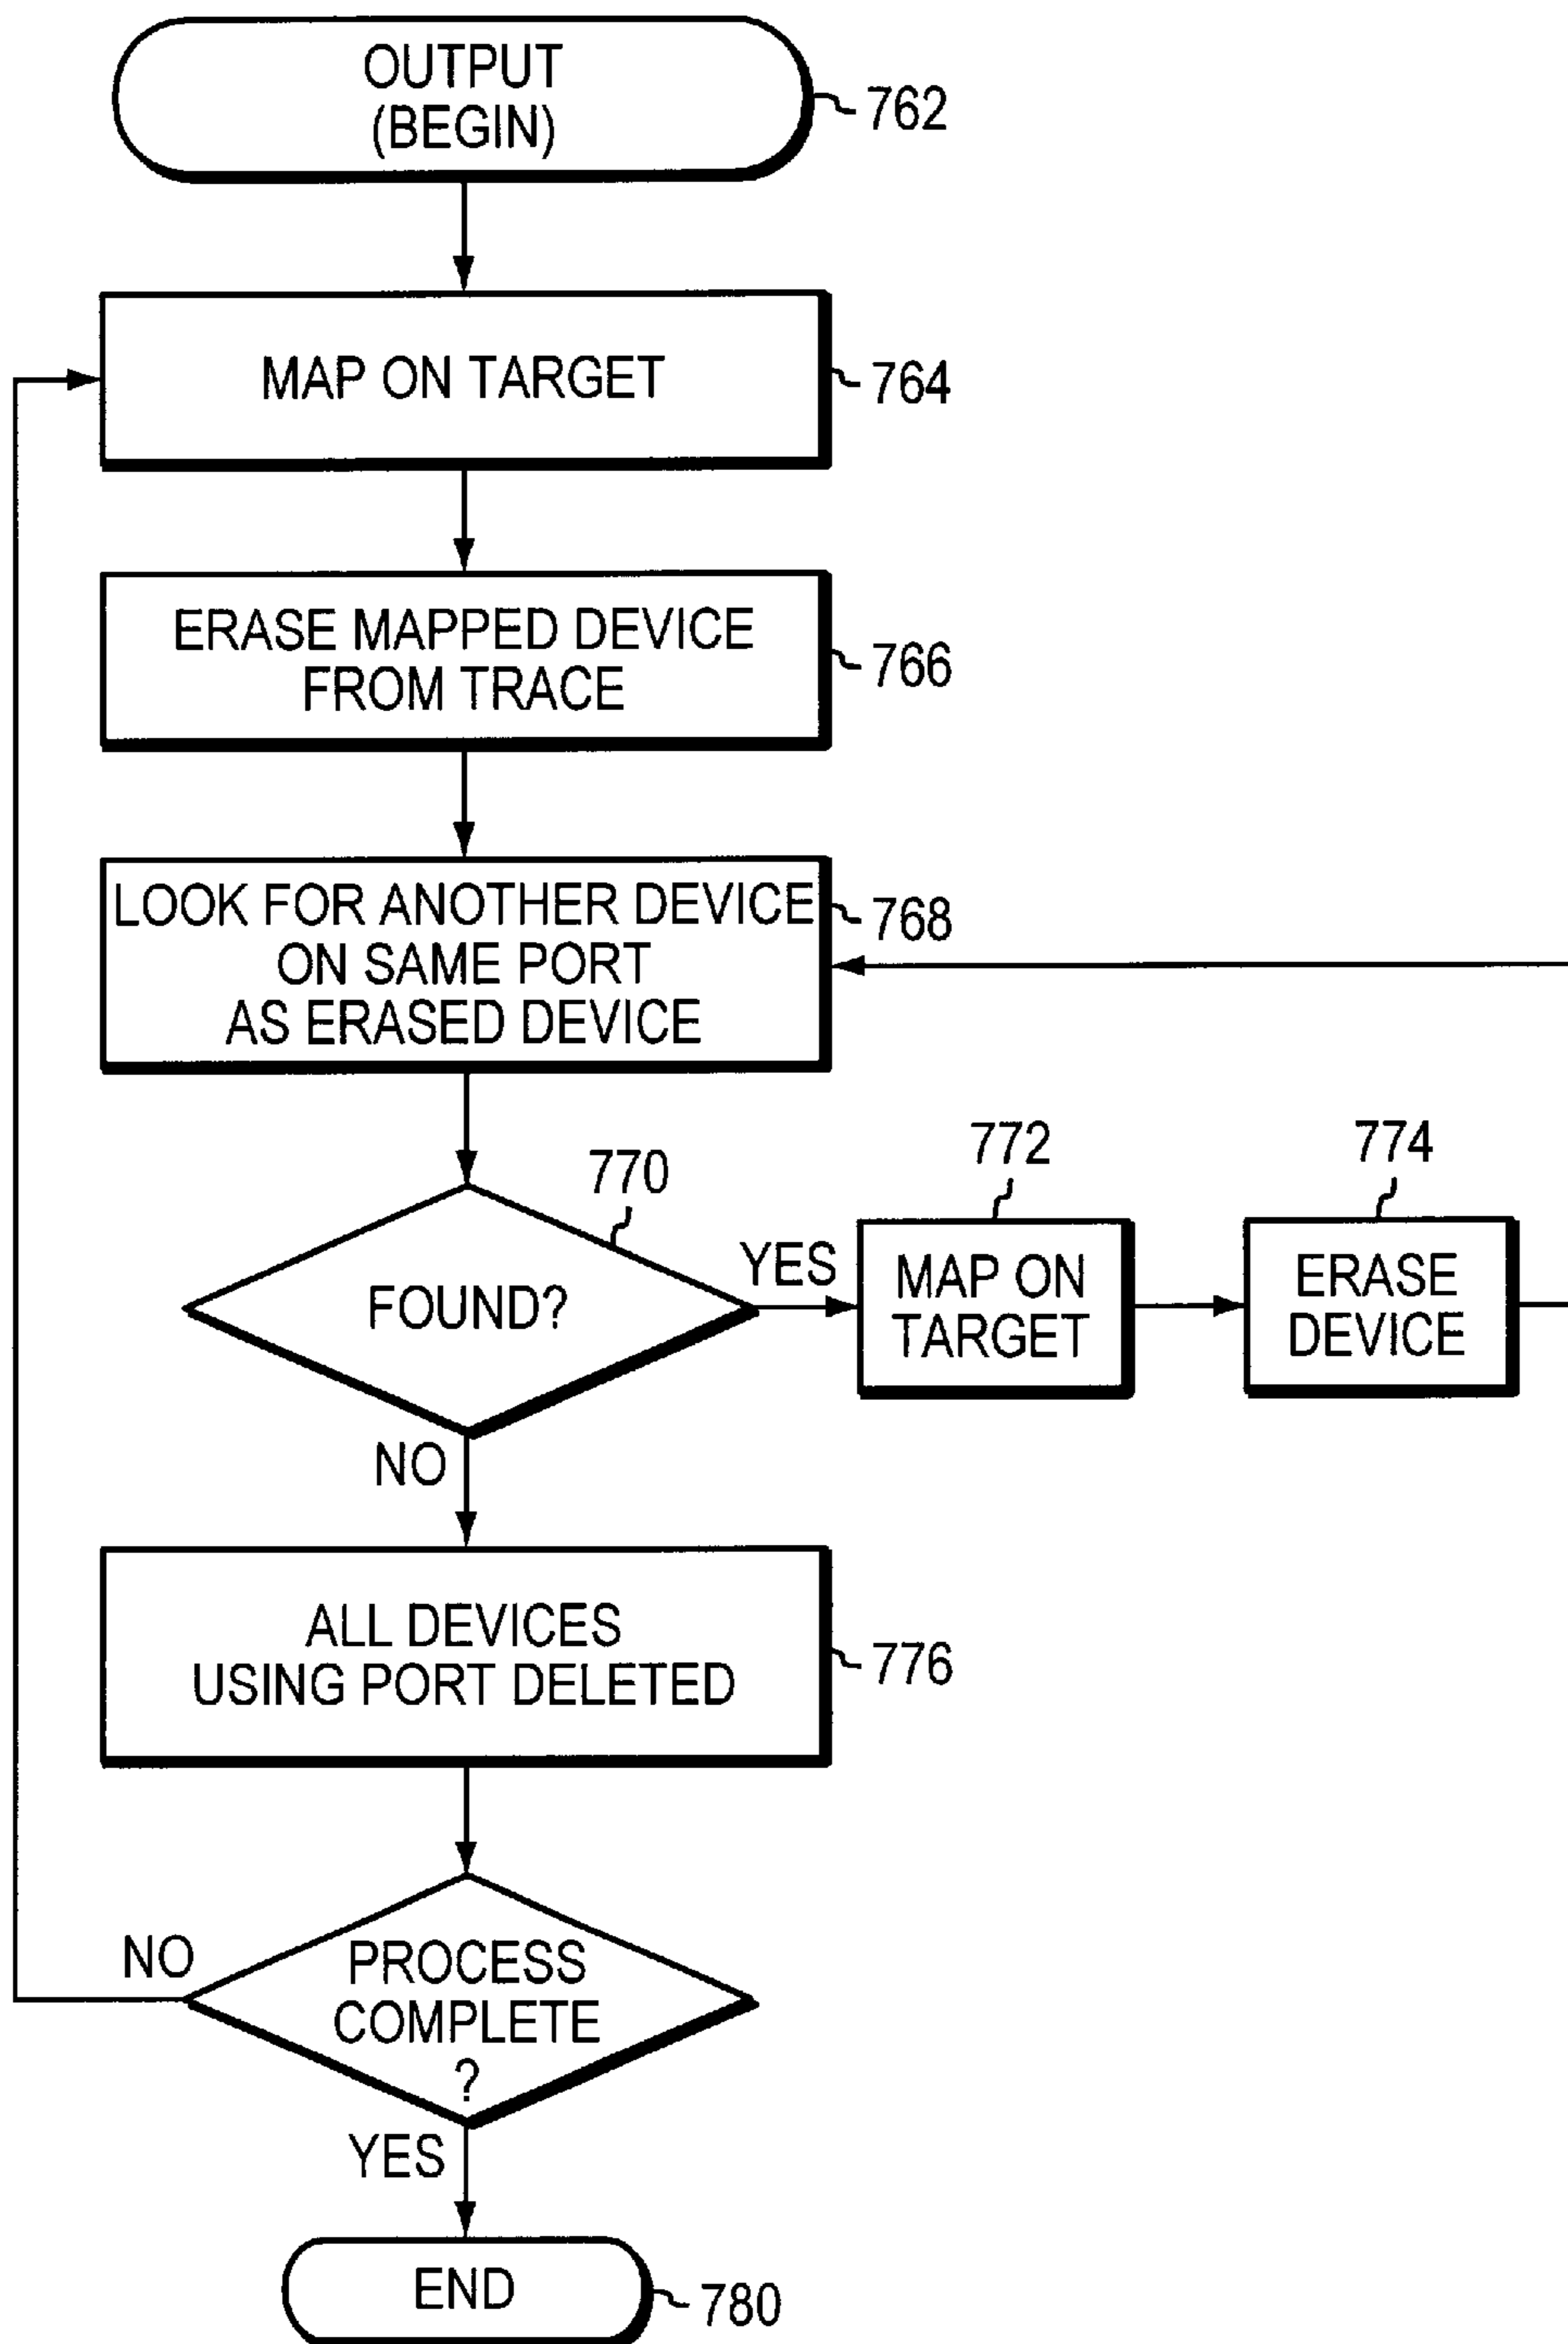 OUTPUT
(BEGIN)
762
MAP ON TARGET
764
ERASE MAPPED DEVICE
FROM TRACE
766
LOOK FOR ANOTHER DEVICE
ON SAME PORT
AS ERASED DEVICE
768
770
FOUND?
YES
772
MAP ON
TARGET
774
ERASE
DEVICE
NO
ALL DEVICES
USING PORT DELETED
776
NO
PROCESS
COMPLETE
?
YES
END
780